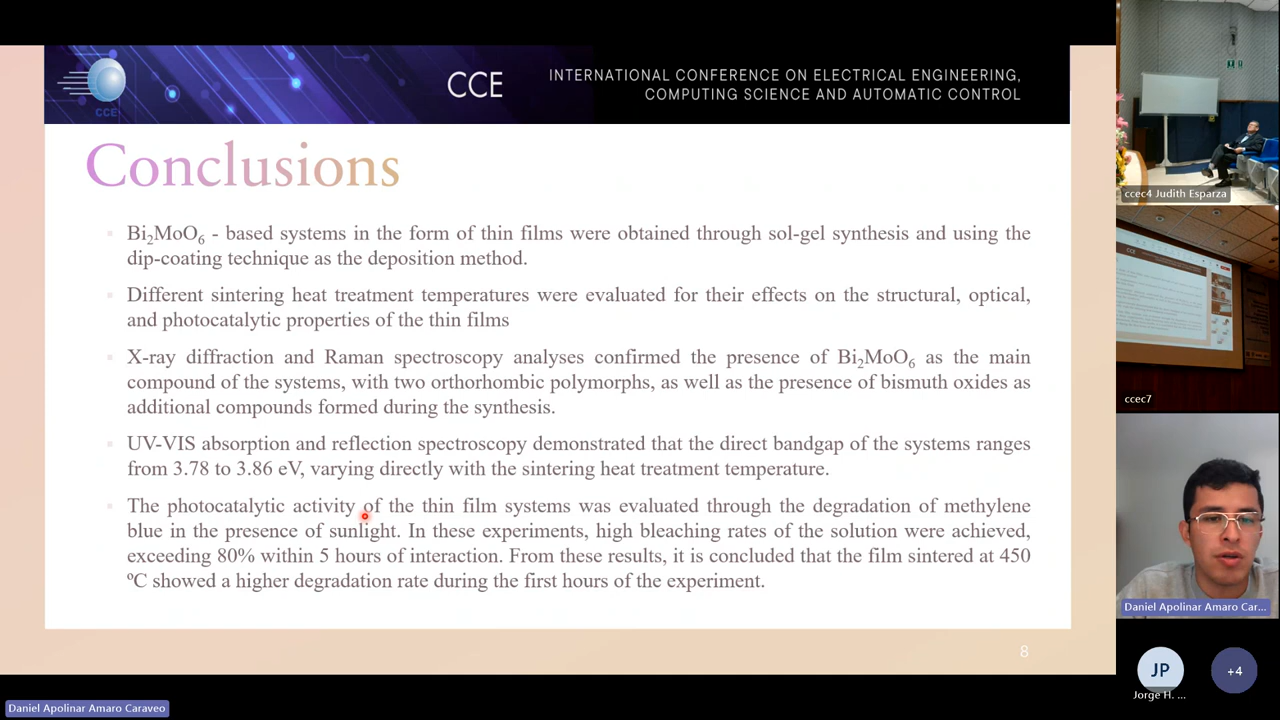 CCE
CCE
INTERNATIONAL CONFERENCE ON ELECTRICAL ENGINEERING,
COMPUTING SCIENCE AND AUTOMATIC CONTROL
Conclusions
Bi₂MoO₆ - based systems in the form of thin films were obtained through sol-gel synthesis and using the
dip-coating technique as the deposition method.
Different sintering heat treatment temperatures were evaluated for their effects on the structural, optical,
and photocatalytic properties of the thin films
X-ray diffraction and Raman spectroscopy analyses confirmed the presence of Bi₂MoO₆ as the main
compound of the systems, with two orthorhombic polymorphs, as well as the presence of bismuth oxides as
additional compounds formed during the synthesis.
UV-VIS absorption and reflection spectroscopy demonstrated that the direct bandgap of the systems ranges
from 3.78 to 3.86 eV, varying directly with the sintering heat treatment temperature.
The photocatalytic activity of the thin film systems was evaluated through the degradation of methylene
blue in the presence of sunlight. In these experiments, high bleaching rates of the solution were achieved,
exceeding 80% within 5 hours of interaction. From these results, it is concluded that the film sintered at 450
ºC showed a higher degradation rate during the first hours of the experiment.
8
Daniel Apolinar Amaro Caraveo
ccec4 Judith Esparza
ccec7
Daniel Apolinar Amaro Car...
JP
Jorge H. ...
+4